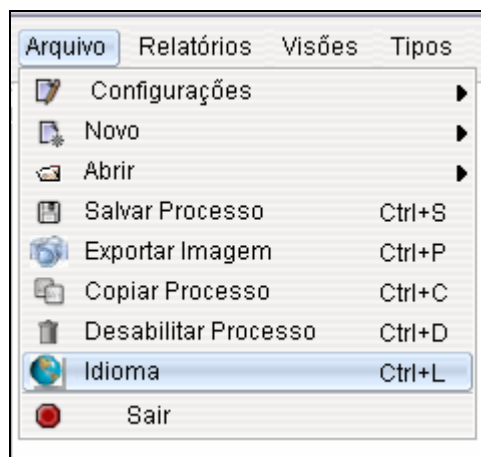 Arquivo Relatórios Visões Tipos
Configurações
Novo
Abrir
Salvar Processo Ctrl+S
Exportar Imagem Ctrl+P
Copiar Processo Ctrl+C
Desabilitar Processo Ctrl+D
Idioma Ctrl+L
Sair